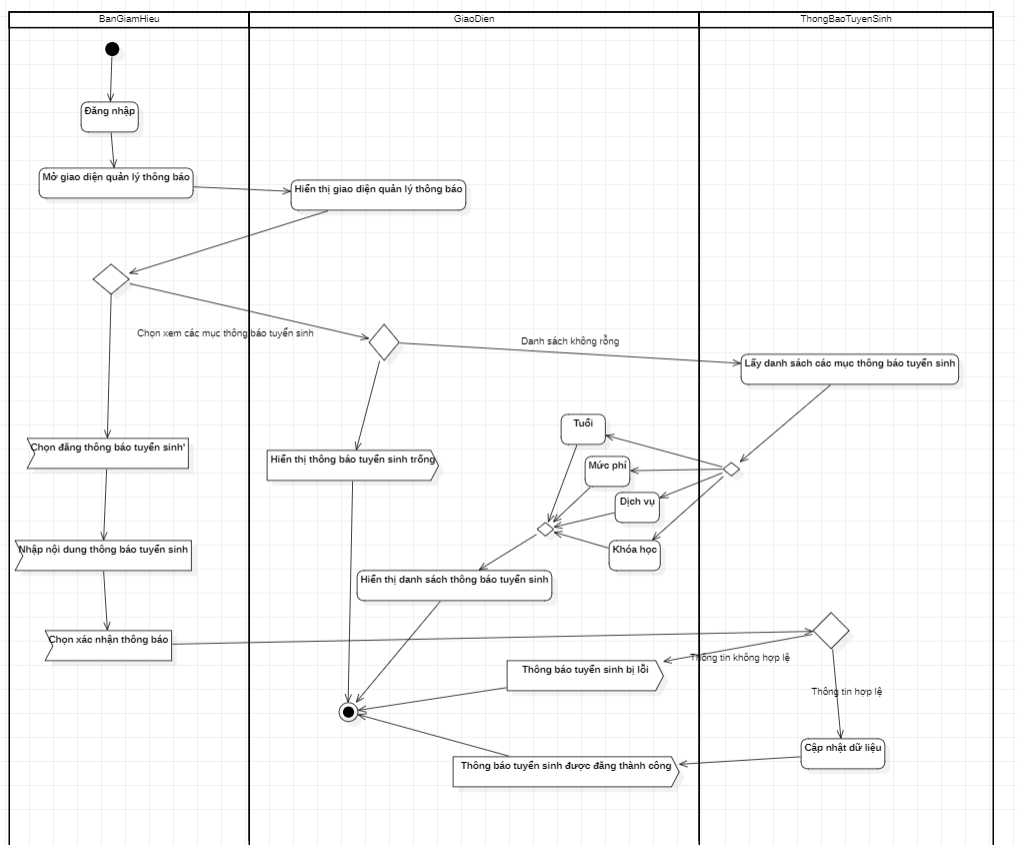 BanGiamHieu
GiaoDien
ThongBaoTuyenSinh
Đăng nhập
Mở giao diện quản lý thông báo
Hiển thị giao diện quản lý thông báo
Chọn xem các mục thông báo tuyển sinh
Danh sách không rỗng
Lấy danh sách các mục thông báo tuyển sinh
Tuổi
Chọn đăng thông báo tuyển sinh'
Hiển thị thông báo tuyển sinh trống
Mức phí
Dịch vụ
Nhập nội dung thông báo tuyển sinh
Khóa học
Hiển thị danh sách thông báo tuyển sinh
Chọn xác nhận thông báo
Thông tin không hợp lệ
Thông báo tuyển sinh bị lỗi
Thông tin hợp lệ
Cập nhật dữ liệu
Thông báo tuyển sinh được đăng thành công